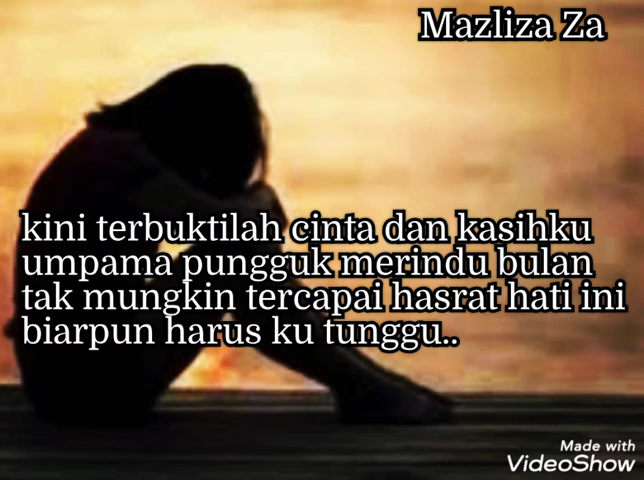 Mazliza Za
kini terbuktilah cinta dan kasihku
umpama pungguk merindu bulan
tak mungkin tercapai hasrat hati ini
biarpun harus ku tunggu..
Made with
VideoShow